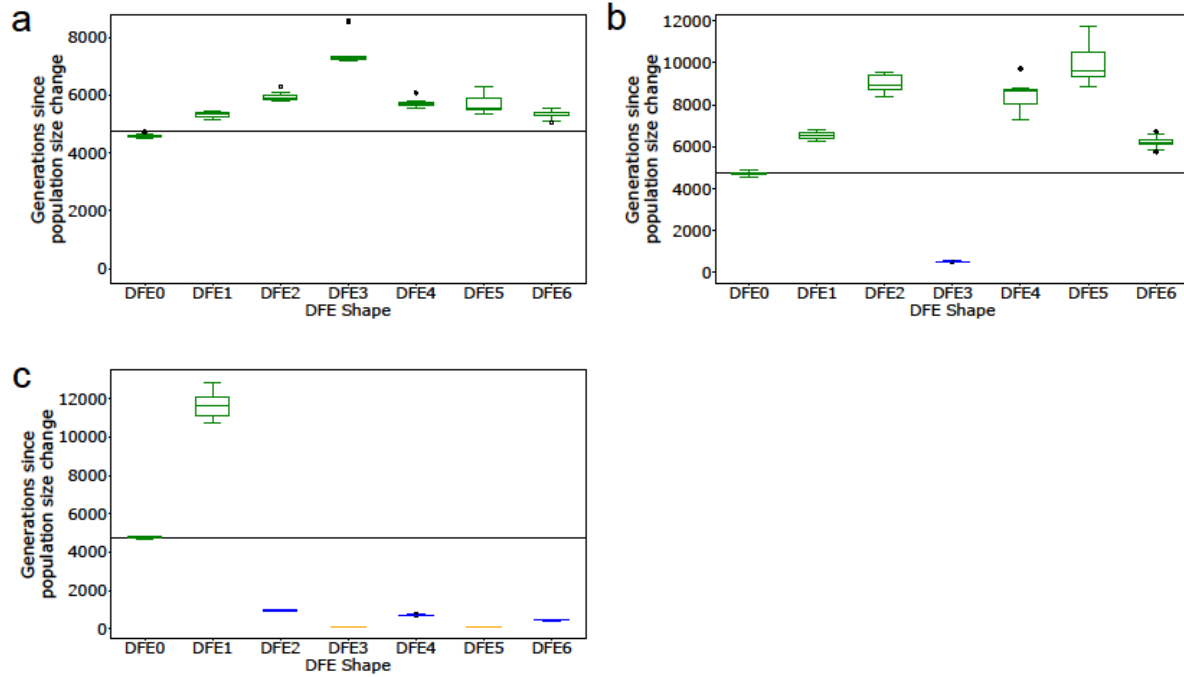 a
Generations since
population size change
8000
6000
4000
2000
0
DFE0 DFE1 DFE2 DFE3 DFE4 DFE5 DFE6
DFE Shape
b
Generations since
population size change
12000
10000
8000
6000
4000
2000
0
DFE0 DFE1 DFE2 DFE3 DFE4 DFE5 DFE6
DFE Shape
c
Generations since
population size change
12000
10000
8000
6000
4000
2000
0
DFE0 DFE1 DFE2 DFE3 DFE4 DFE5 DFE6
DFE Shape